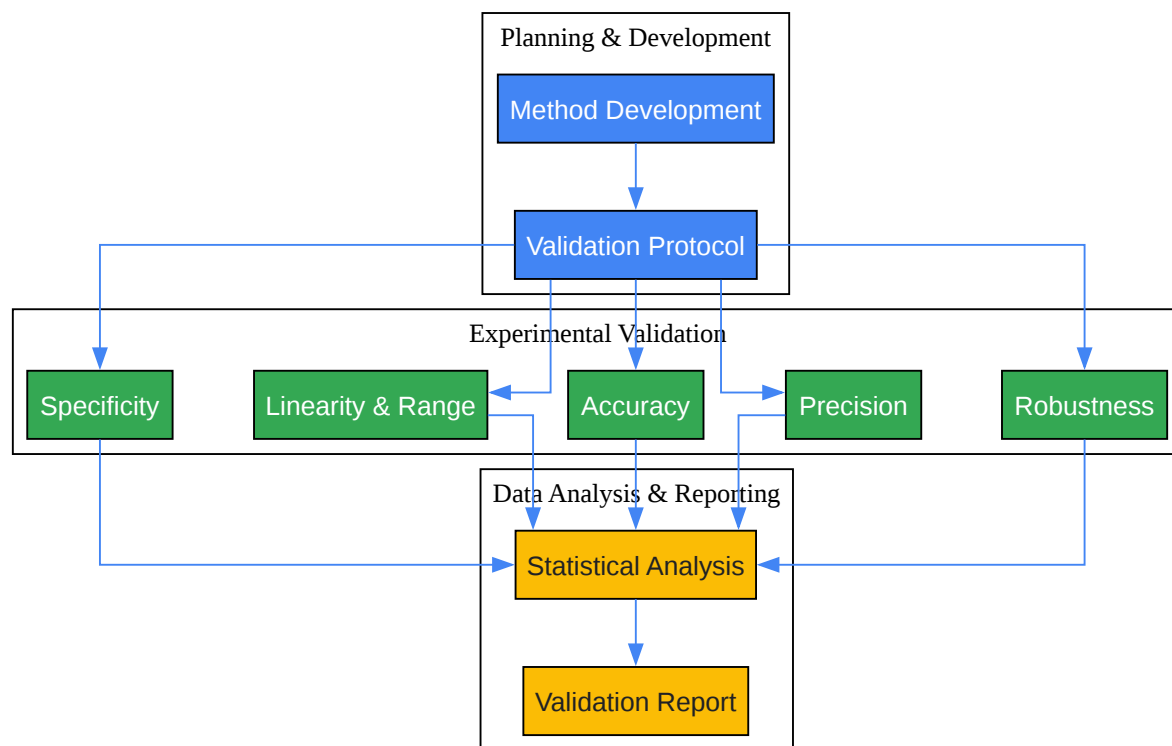 Planning & Development
Method Development
Validation Protocol
Experimental Validation
Specificity
Linearity & Range
Accuracy
Precision
Robustness
Data Analysis & Reporting
Statistical Analysis
Validation Report